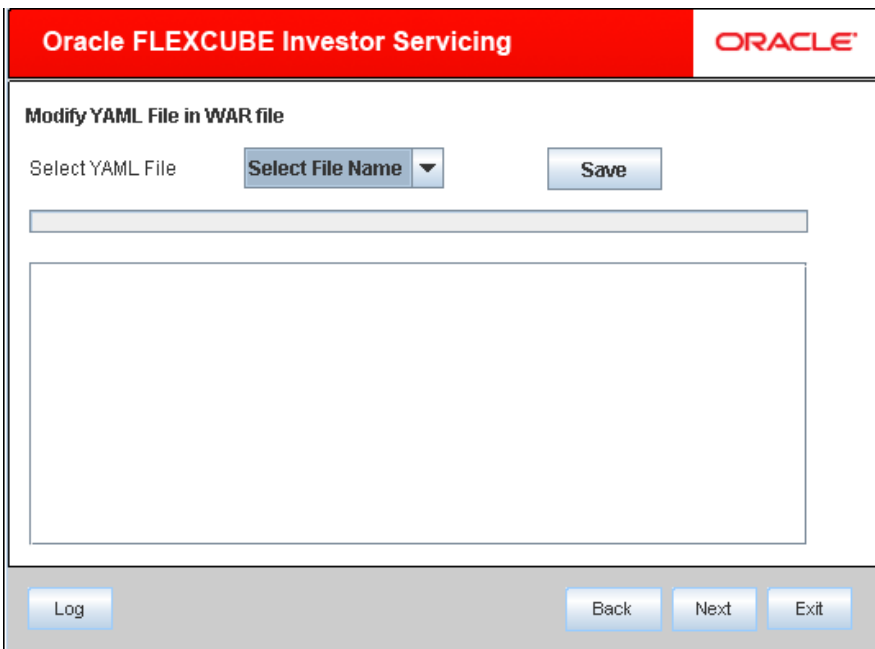 Oracle FLEXCUBE Investor Servicing ORACLE
Modify YAML File in WAR file
Select YAML File Select File Name Save
Log Back Next Exit